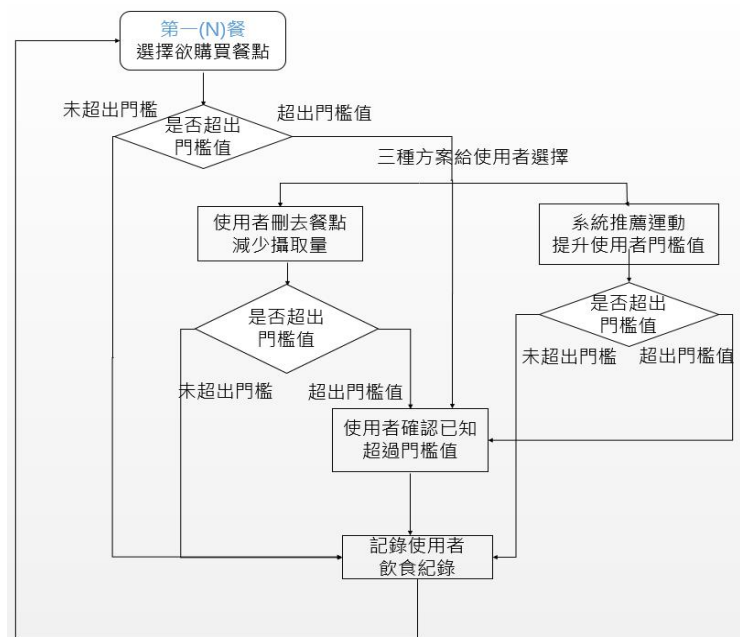 第一(N)餐
選擇欲購買餐點
未超出門檻
超出門檻值
是否超出
門檻值
三種方案給使用者選擇
使用者刪去餐點
減少攝取量
系統推薦運動
提升使用者門檻值
是否超出
門檻值
是否超出
門檻值
未超出門檻
超出門檻值
未超出門檻
超出門檻值
使用者確認已知
超過門檻值
記錄使用者
飲食紀錄